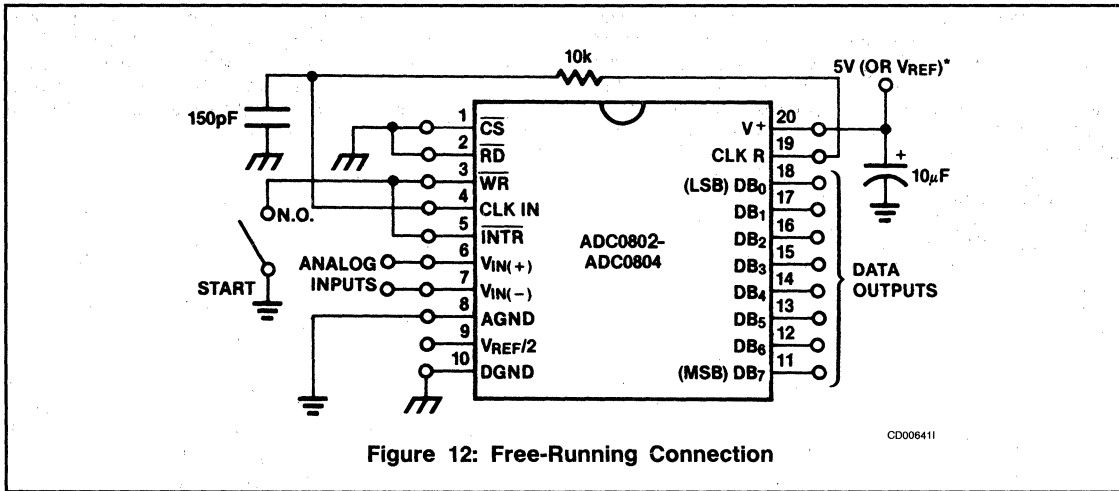 10k
5V (OR VREF)*
150pF
1 CS
2 RD
3 WR
4 CLK IN
5 INTR
6 VIN(+)
7 VIN(−)
8 AGND
9 VREF/2
10 DGND
N.O.
START
ANALOG
INPUTS
ADC0802-
ADC0804
V+ 20
CLK R 19
(LSB) DB0 18
DB1 17
DB2 16
DB3 15
DB4 14
DB5 13
DB6 12
(MSB) DB7 11
+
10μF
DATA
OUTPUTS
CD00641I
Figure 12: Free-Running Connection